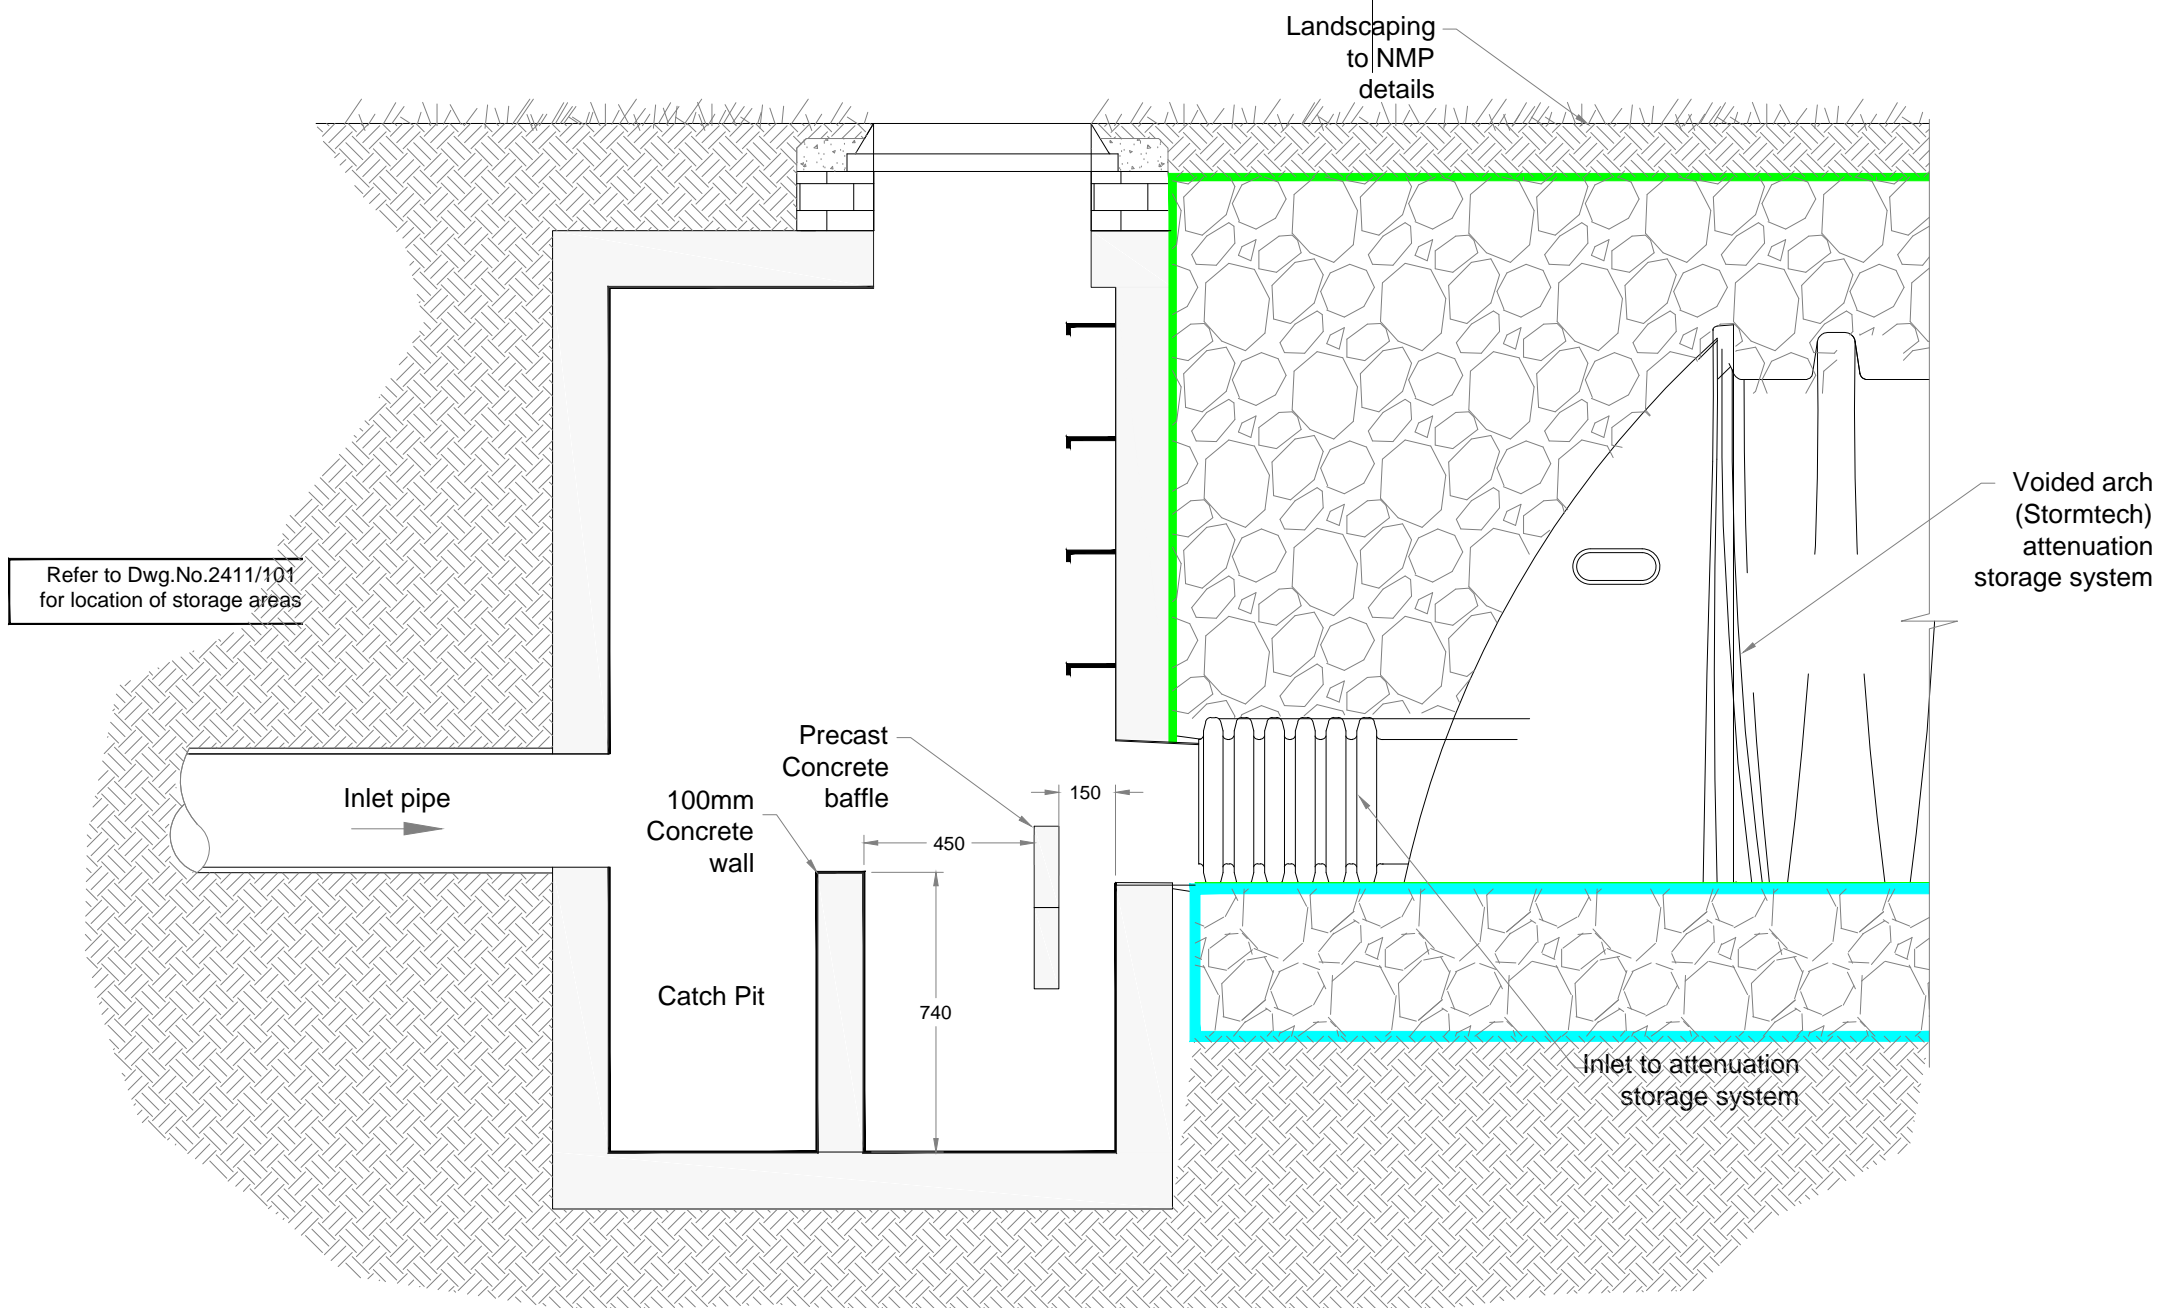 Landscaping
to NMP
details
Refer to Dwg.No.2411/101
for location of storage areas
Voided arch
(Stormtech)
attenuation
storage system
Precast
Concrete
baffle
Inlet pipe
100mm
Concrete
wall
150
450
Catch Pit
740
Inlet to attenuation
storage system